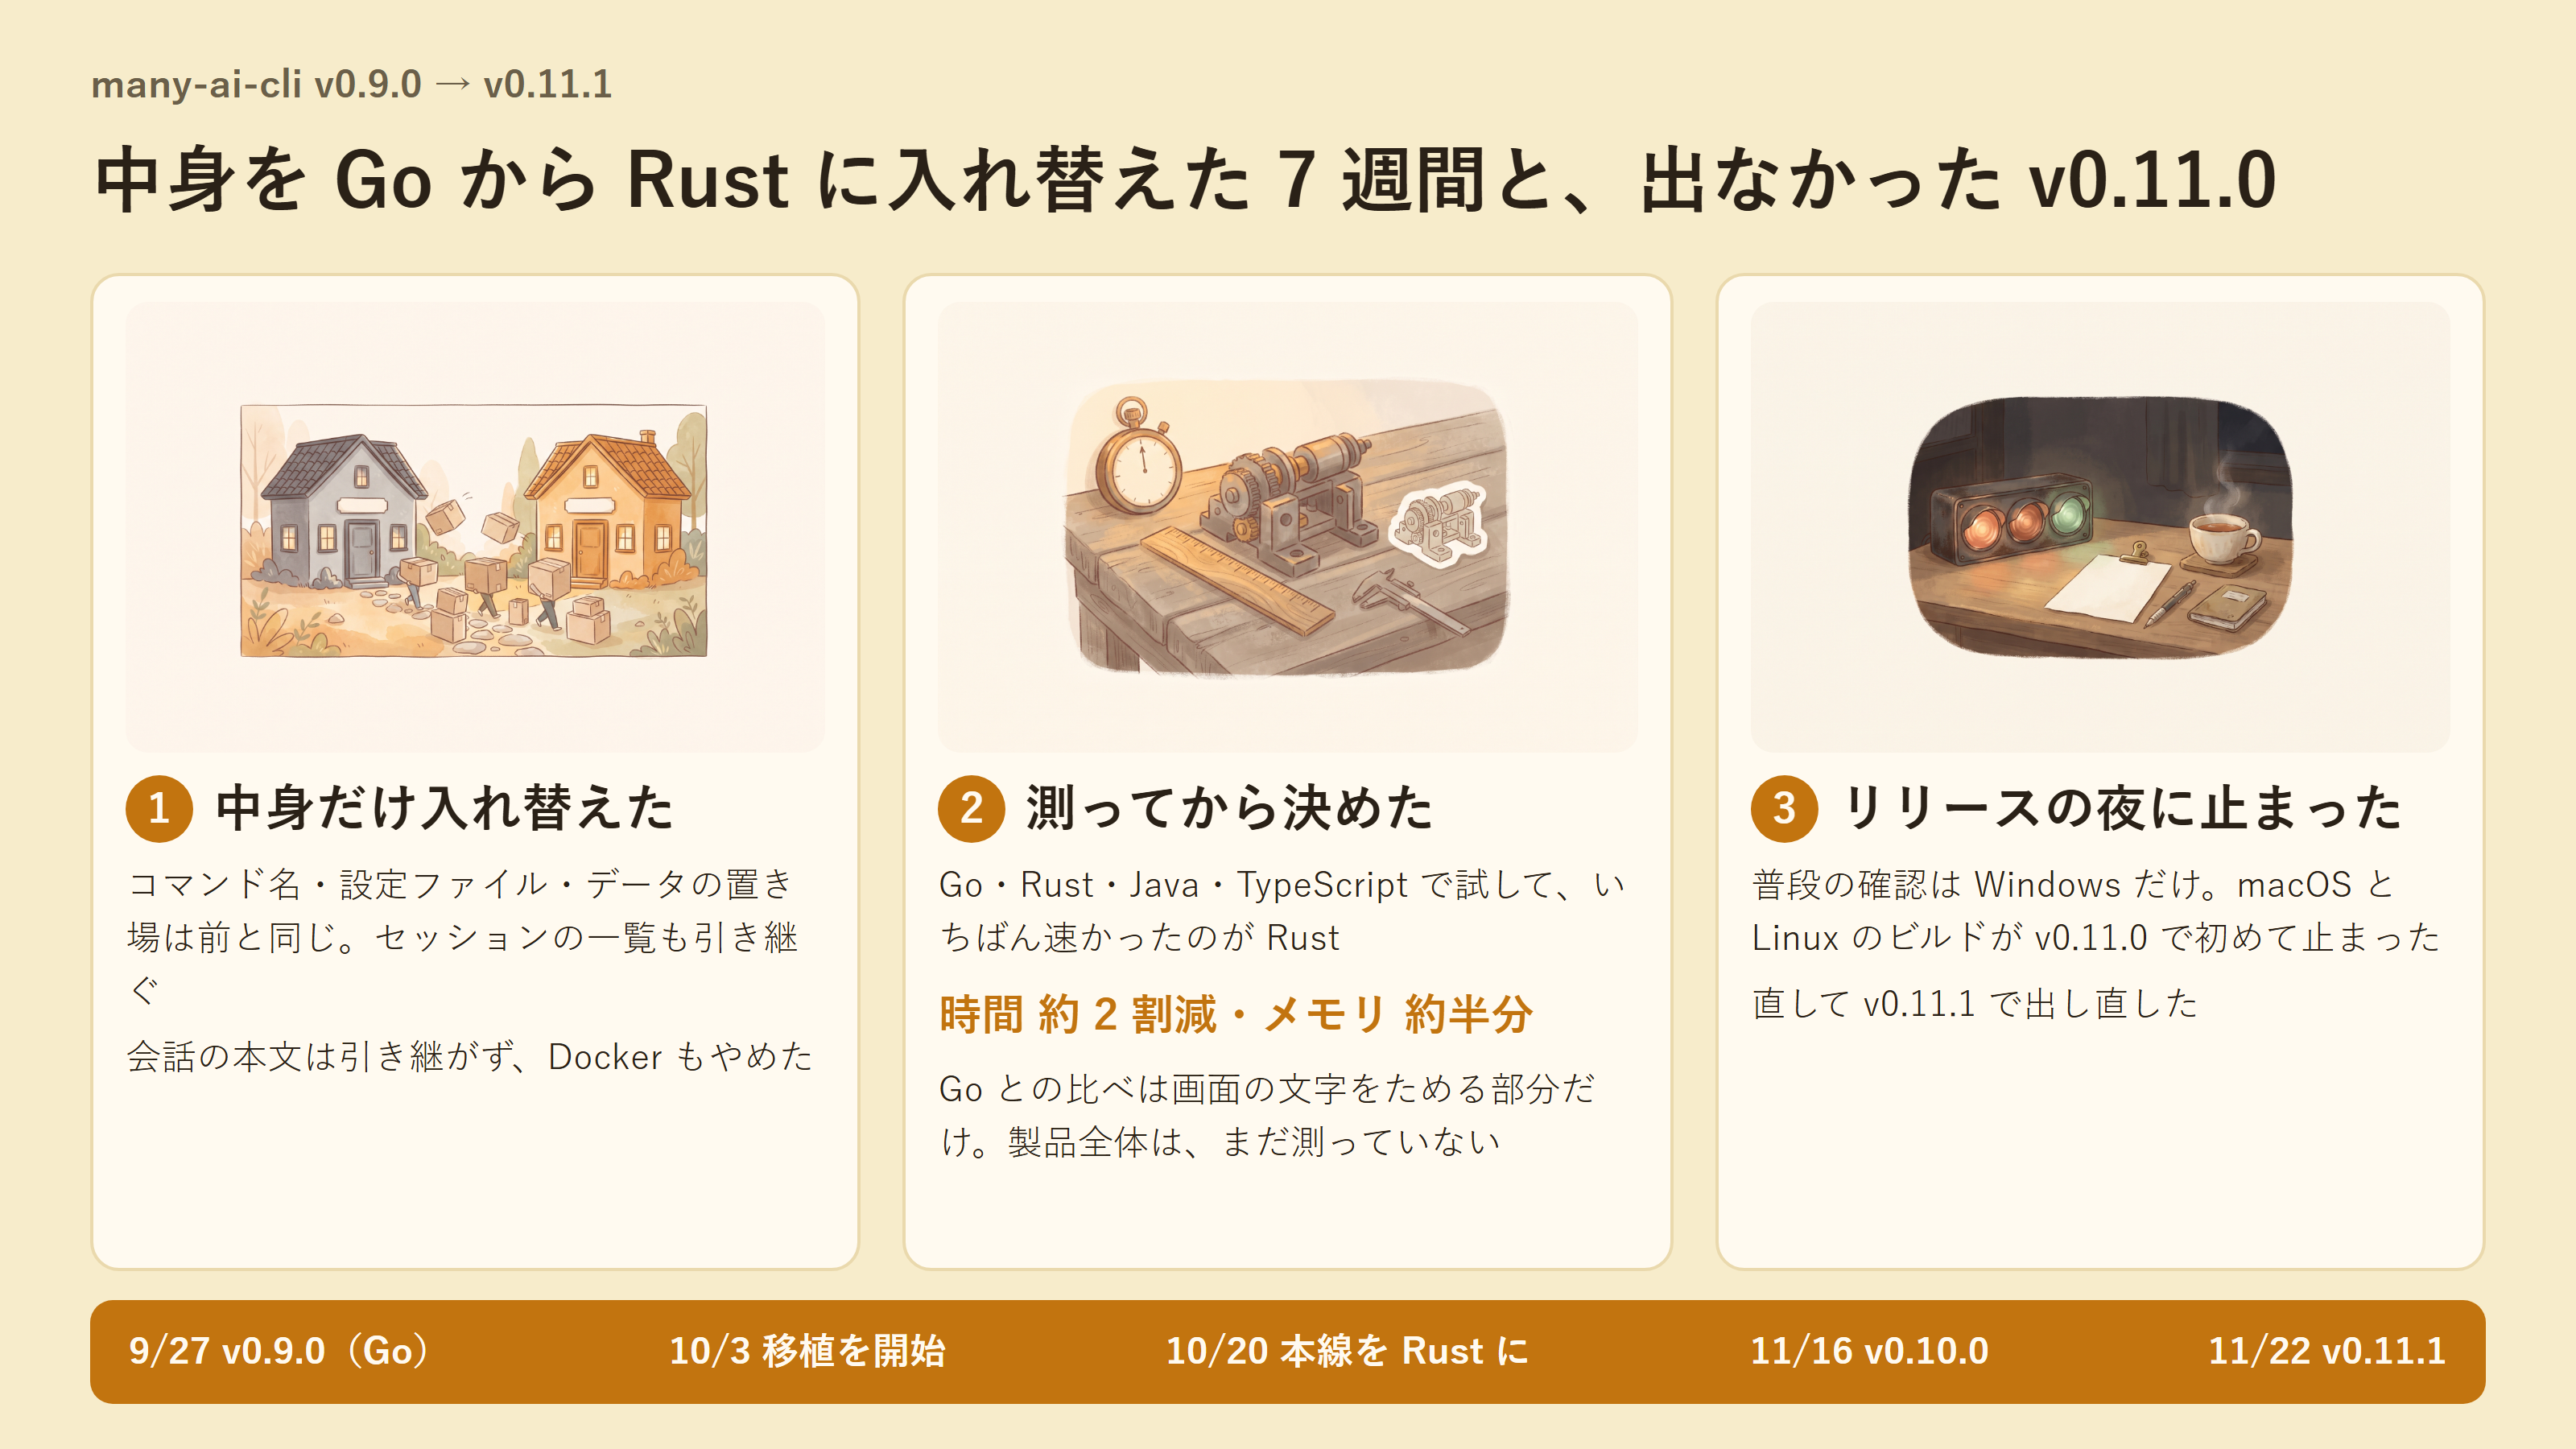 many-ai-cli v0.9.0 → v0.11.1
中身を Go から Rust に入れ替えた 7 週間と、出なかった v0.11.0
1 中身だけ入れ替えた
コマンド名・設定ファイル・データの置き
場は前と同じ。セッションの一覧も引き継
ぐ
会話の本文は引き継がず、Docker もやめた
2 測ってから決めた
Go・Rust・Java・TypeScript で試して、い
ちばん速かったのが Rust
時間 約 2 割減・メモリ 約半分
Go との比べは画面の文字をためる部分だ
け。製品全体は、まだ測っていない
3 リリースの夜に止まった
普段の確認は Windows だけ。macOS と
Linux のビルドが v0.11.0 で初めて止まった
直して v0.11.1 で出し直した
9/27 v0.9.0（Go） 10/3 移植を開始 10/20 本線を Rust に 11/16 v0.10.0 11/22 v0.11.1